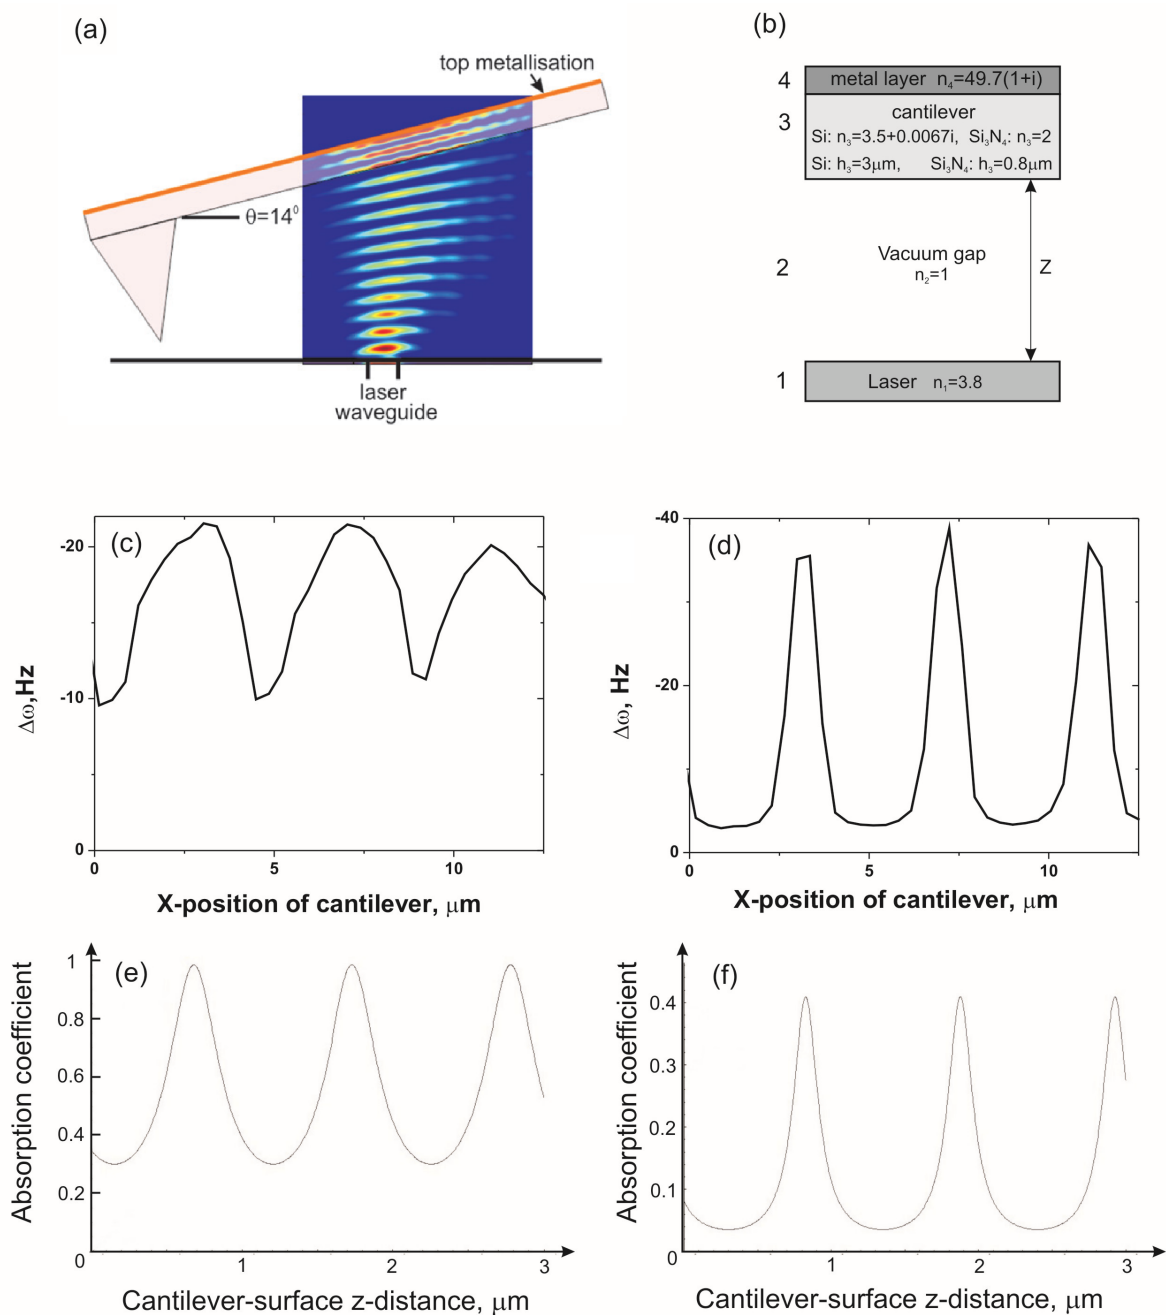 (a)
top metallisation
θ=14⁰
laser
waveguide
(b)
4
metal layer n₄=49.7(1+i)
3
cantilever
Si: n₃=3.5+0.0067i, Si₃N₄: n₃=2
Si: h₃=3μm, Si₃N₄: h₃=0.8μm
2
Vacuum gap
n₂=1
Z
1
Laser n₁=3.8
(c)
-20
-10
0
Δω,Hz
0
5
10
X-position of cantilever, μm
(d)
-40
-30
-20
-10
0
Δω, Hz
0
5
10
X-position of cantilever, μm
(e)
1
0.8
0.6
0.4
0.2
0
Absorption coefficient
1
2
3
Cantilever-surface z-distance, μm
(f)
0.4
0.3
0.2
0.1
0
Absorption coefficient
1
2
3
Cantilever-surface z-distance, μm